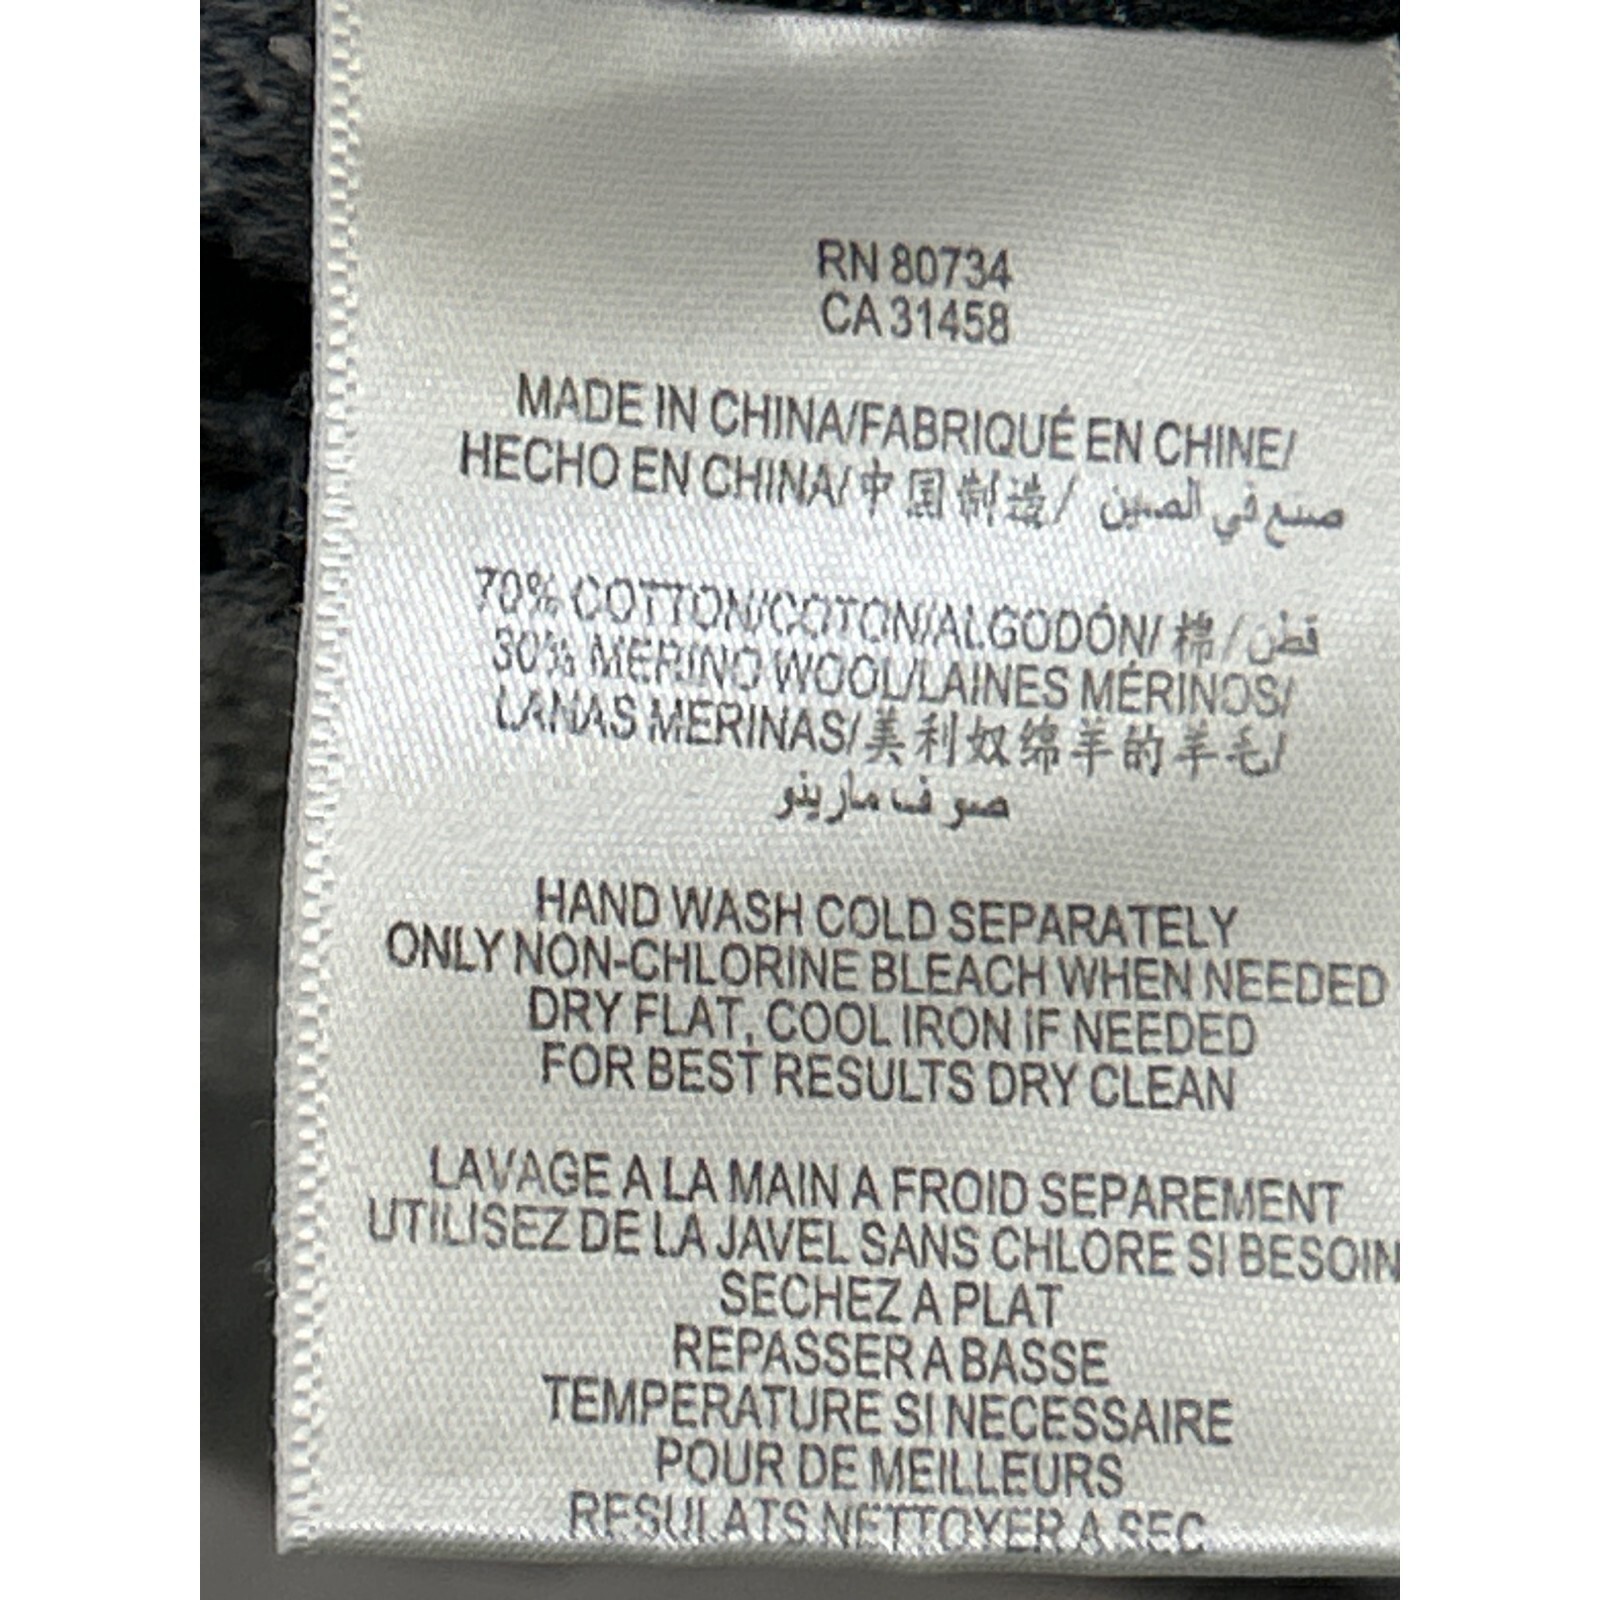 RN 80734
CA 31458
MADE IN CHINA/FABRIQUÉ EN CHINE/
HECHO EN CHINA/中国制造/ صنع في الصين
70% COTTON/COTON/ALGODÓN/棉/قطن
30% MERINO WOOL/LAINES MÉRINOS/
LANAS MERINAS/美利奴绵羊的羊毛/
صو ف مارينو
HAND WASH COLD SEPARATELY
ONLY NON-CHLORINE BLEACH WHEN NEEDED
DRY FLAT, COOL IRON IF NEEDED
FOR BEST RESULTS DRY CLEAN
LAVAGE A LA MAIN A FROID SEPAREMENT
UTILISEZ DE LA JAVEL SANS CHLORE SI BESOIN
SECHEZ A PLAT
REPASSER A BASSE
TEMPERATURE SI NECESSAIRE
POUR DE MEILLEURS
RESULATS NETTOYER A SEC